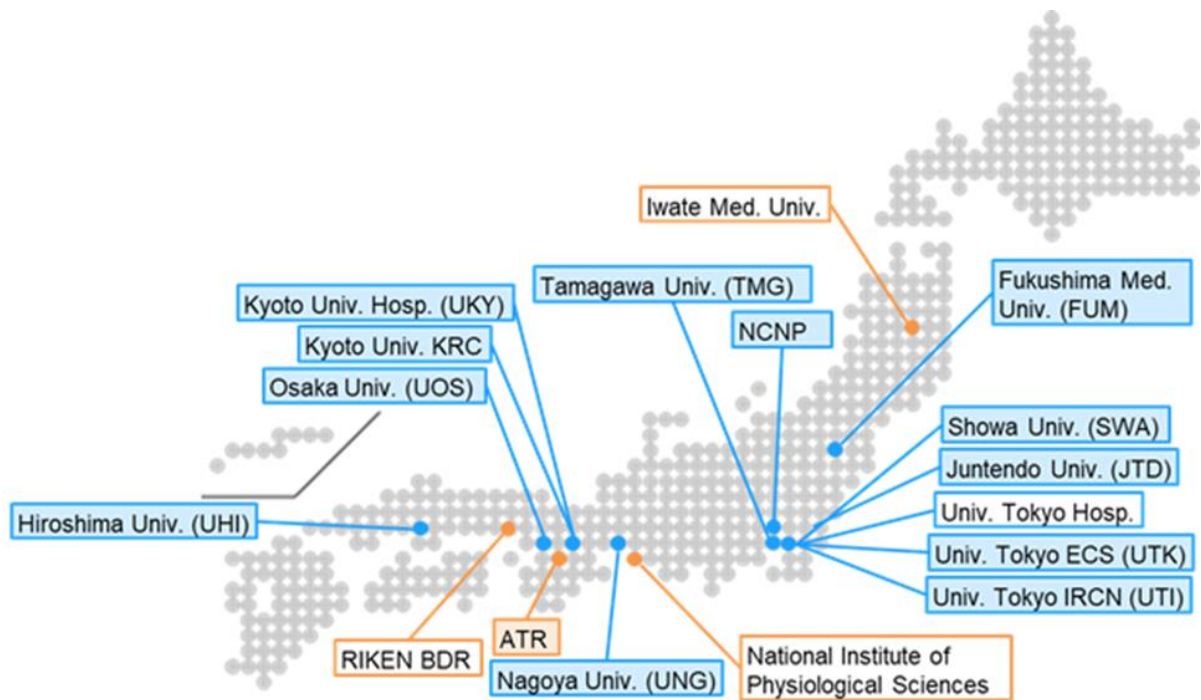 Iwate Med. Univ.
Fukushima Med.
Univ. (FUM)
Tamagawa Univ. (TMG)
Kyoto Univ. Hosp. (UKY)
NCNP
Kyoto Univ. KRC
Osaka Univ. (UOS)
Showa Univ. (SWA)
Juntendo Univ. (JTD)
Hiroshima Univ. (UHI)
Univ. Tokyo Hosp.
Univ. Tokyo ECS (UTK)
Univ. Tokyo IRCN (UTI)
ATR
RIKEN BDR
National Institute of
Physiological Sciences
Nagoya Univ. (UNG)